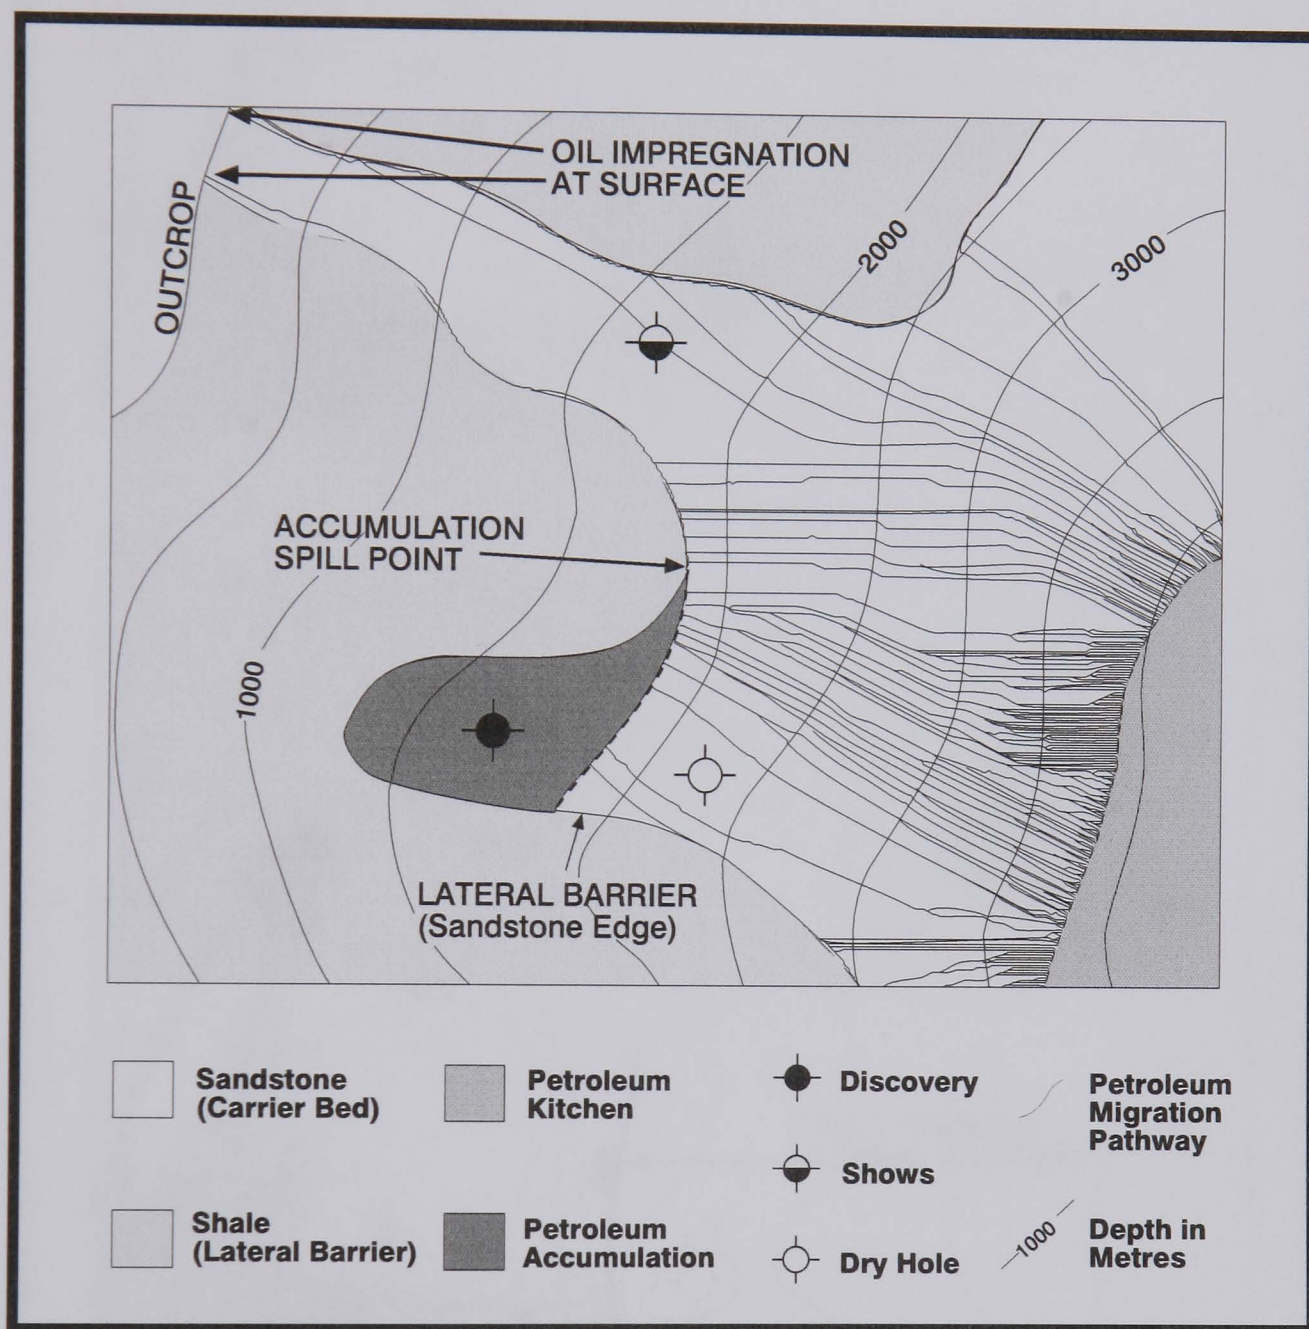 OIL IMPREGNATION
AT SURFACE
OUTCROP
2000
3000
ACCUMULATION
SPILL POINT
1000
LATERAL BARRIER
(Sandstone Edge)
Sandstone
(Carrier Bed)
Petroleum
Kitchen
Discovery
Petroleum
Migration
Pathway
Shows
Shale
(Lateral Barrier)
Petroleum
Accumulation
Dry Hole
1000
Depth in
Metres